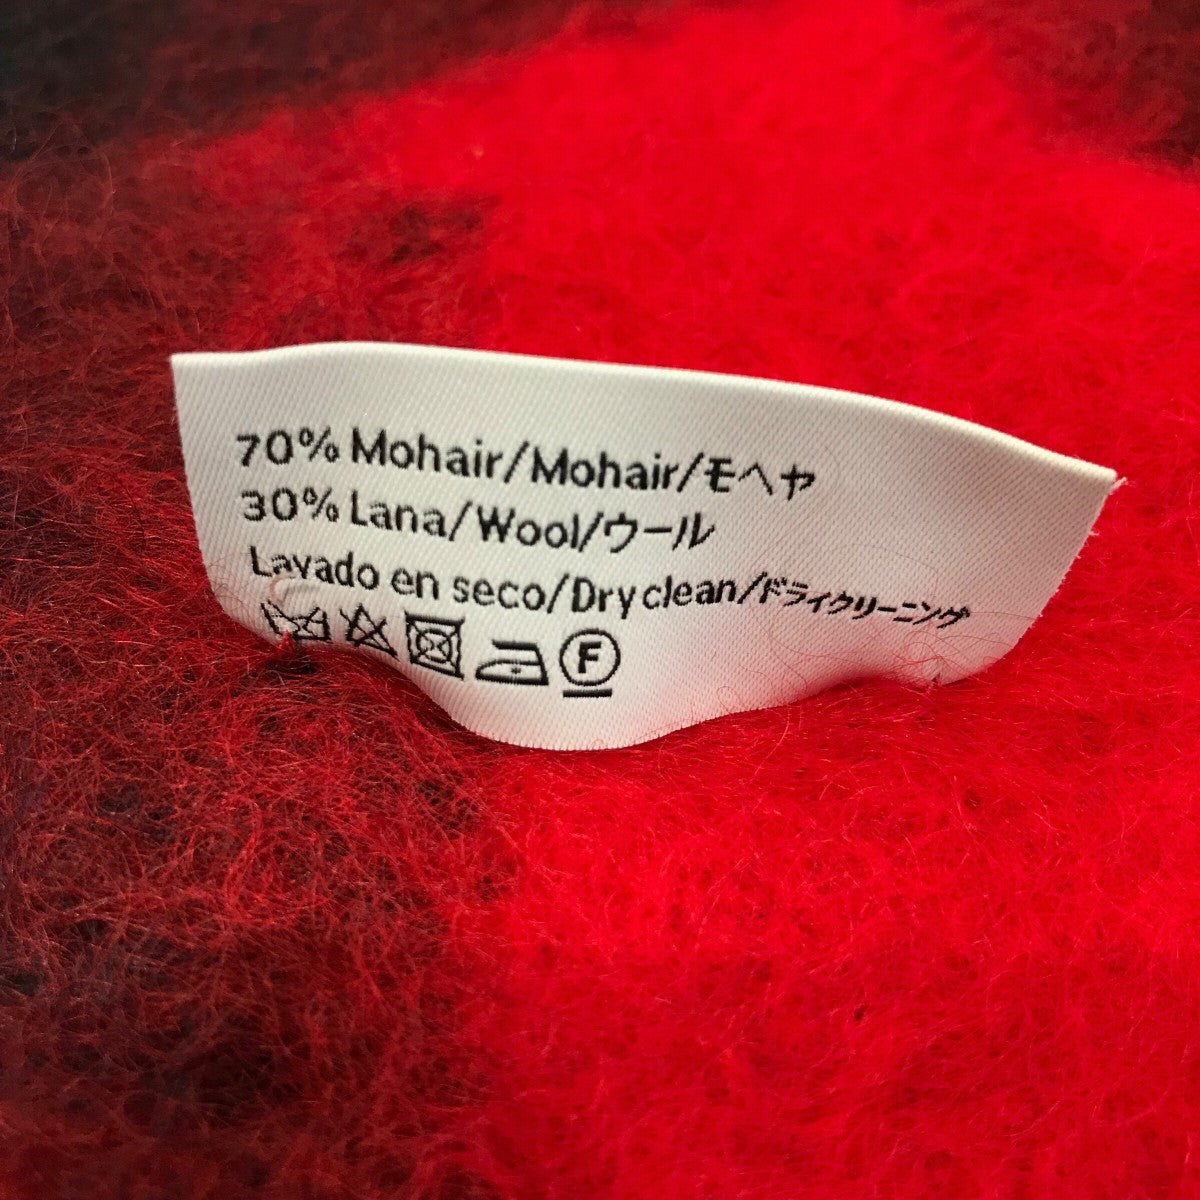 70% Mohair/Mohair/モヘヤ
30% Lana/Wool/ウール
Lavado en seco/Dry clean/ドライクリーニング
F